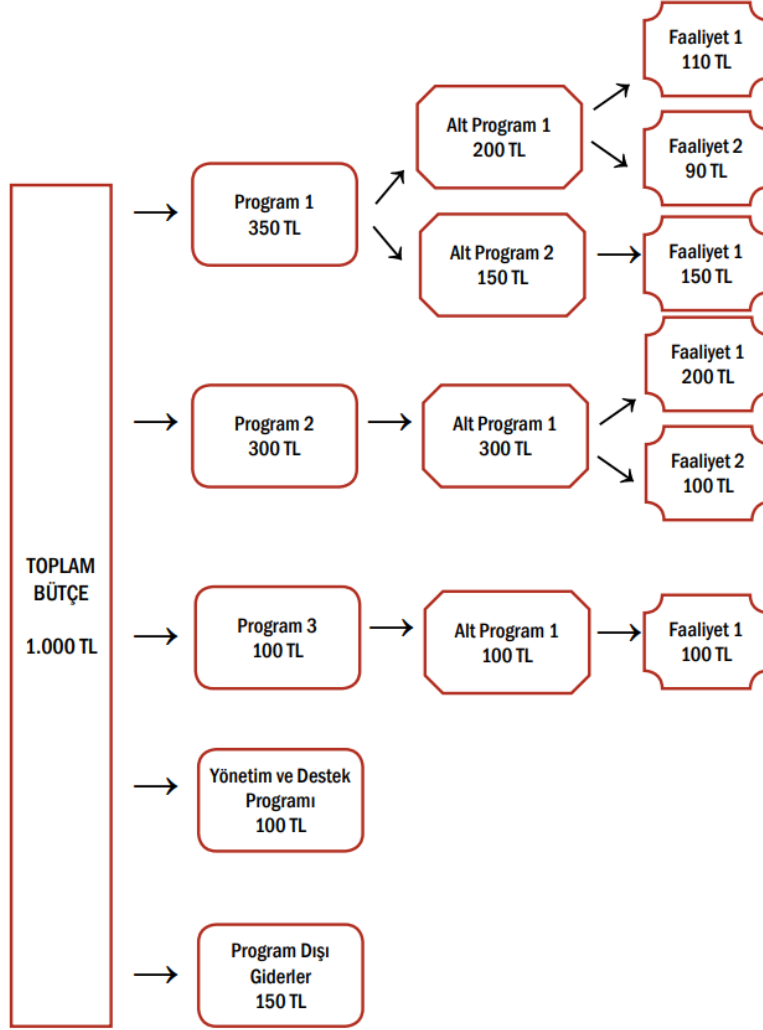 TOPLAM
BÜTÇE
1.000 TL
Program 1
350 TL
Alt Program 1
200 TL
Faaliyet 1
110 TL
Faaliyet 2
90 TL
Alt Program 2
150 TL
Faaliyet 1
150 TL
Program 2
300 TL
Alt Program 1
300 TL
Faaliyet 1
200 TL
Faaliyet 2
100 TL
Program 3
100 TL
Alt Program 1
100 TL
Faaliyet 1
100 TL
Yönetim ve Destek
Programı
100 TL
Program Dışı
Giderler
150 TL